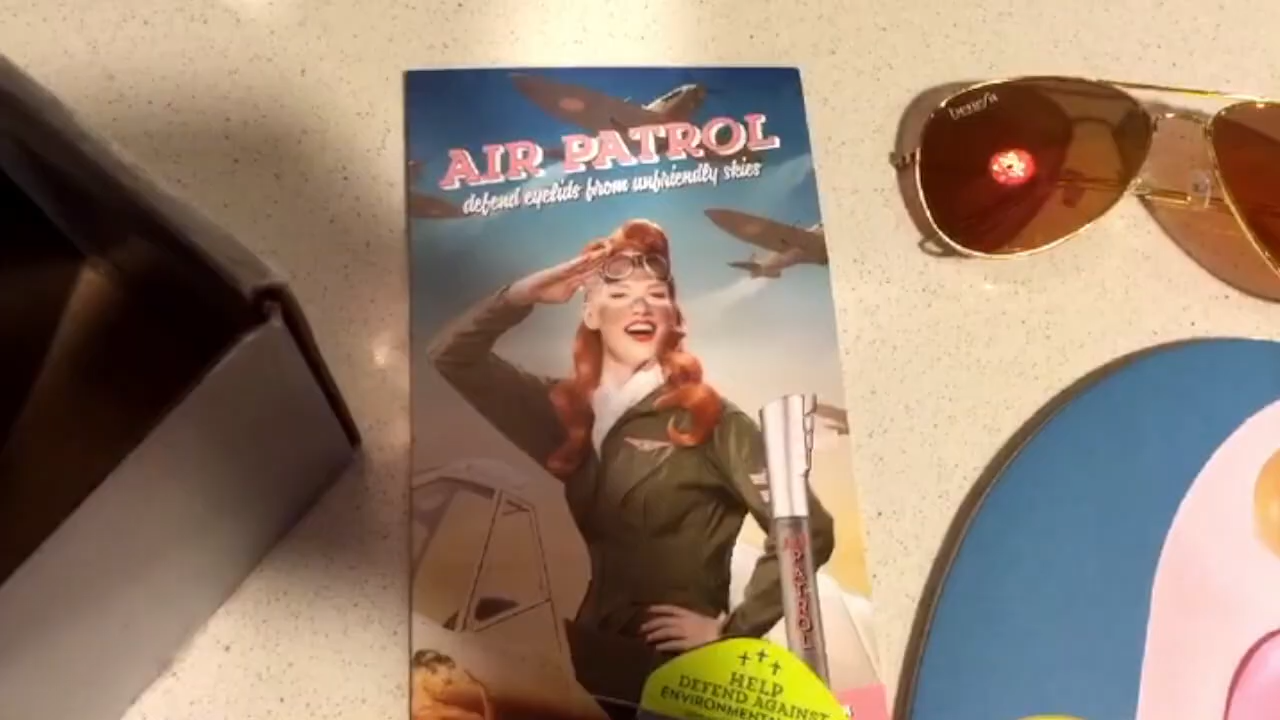 AIR PATROL
defend eyelids from unfriendly skies
Benefit
PATROL
HELP
DEFEND AGAINST